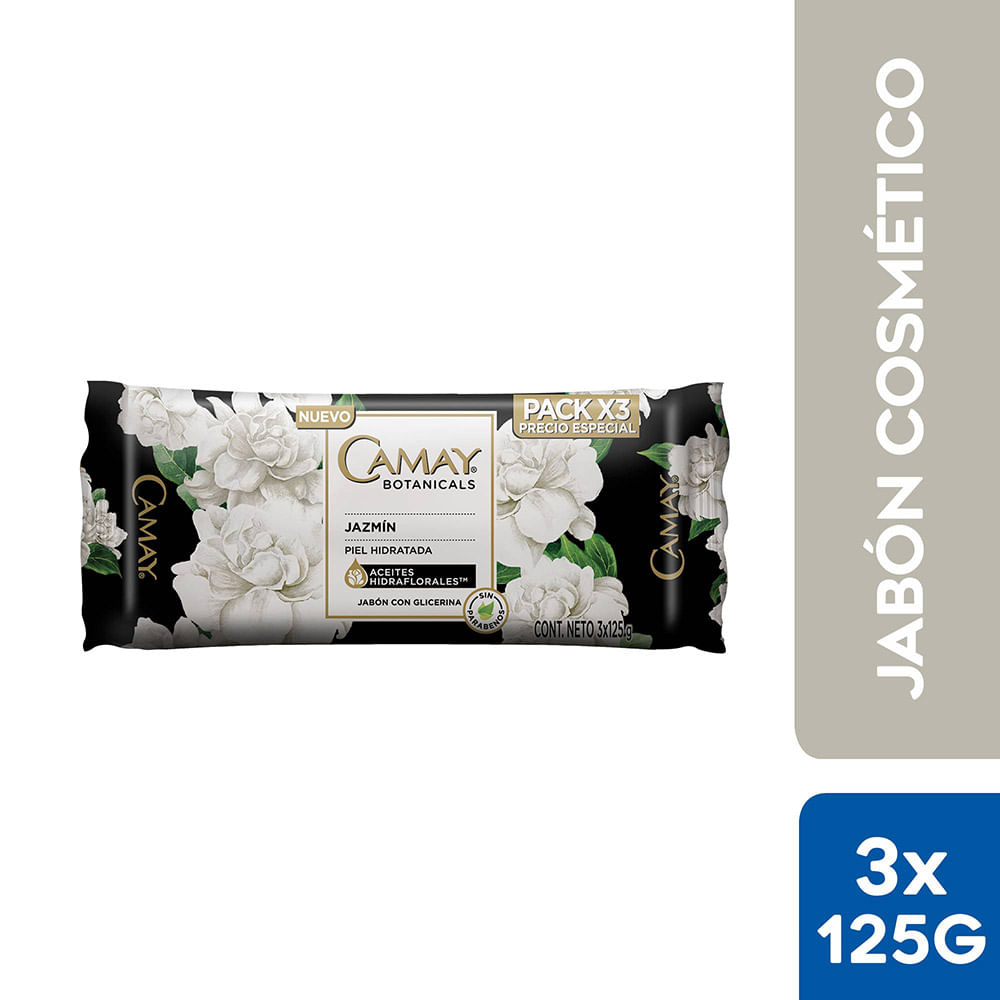 NUEVO
PACK X3
PRECIO ESPECIAL
CAMAY®
BOTANICALS
JAZMÍN
PIEL HIDRATADA
ACEITES
HIDRAFLORALES™
JABÓN CON GLICERINA
SIN PARABENOS
CONT. NETO 3x125 g
CAMAY®
CAMAY®
JABÓN COSMÉTICO
3x
125G